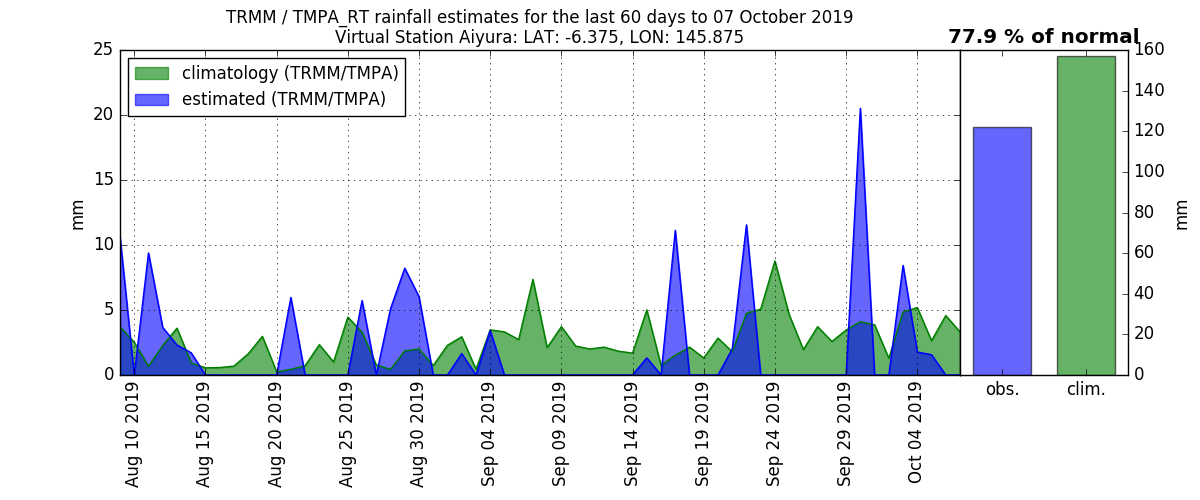 TRMM / TMPA_RT rainfall estimates for the last 60 days to 07 October 2019
Virtual Station Aiyura: LAT: -6.375, LON: 145.875
77.9 % of normal
climatology (TRMM/TMPA)
estimated (TRMM/TMPA)
25
20
15
10
5
0
mm
Aug 10 2019
Aug 15 2019
Aug 20 2019
Aug 25 2019
Aug 30 2019
Sep 04 2019
Sep 09 2019
Sep 14 2019
Sep 19 2019
Sep 24 2019
Sep 29 2019
Oct 04 2019
obs.
clim.
160
140
120
100
80
60
40
20
0
mm